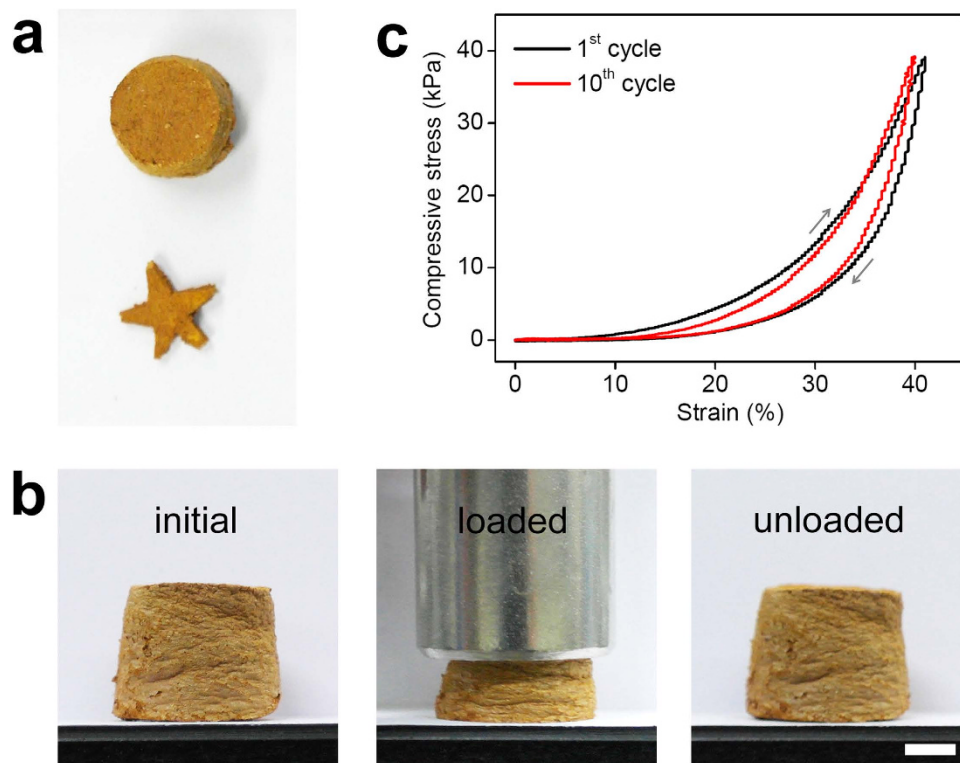 a
c
1st cycle
10th cycle
Compressive stress (kPa)
40
30
20
10
0
0 10 20 30 40
Strain (%)
b
initial loaded unloaded